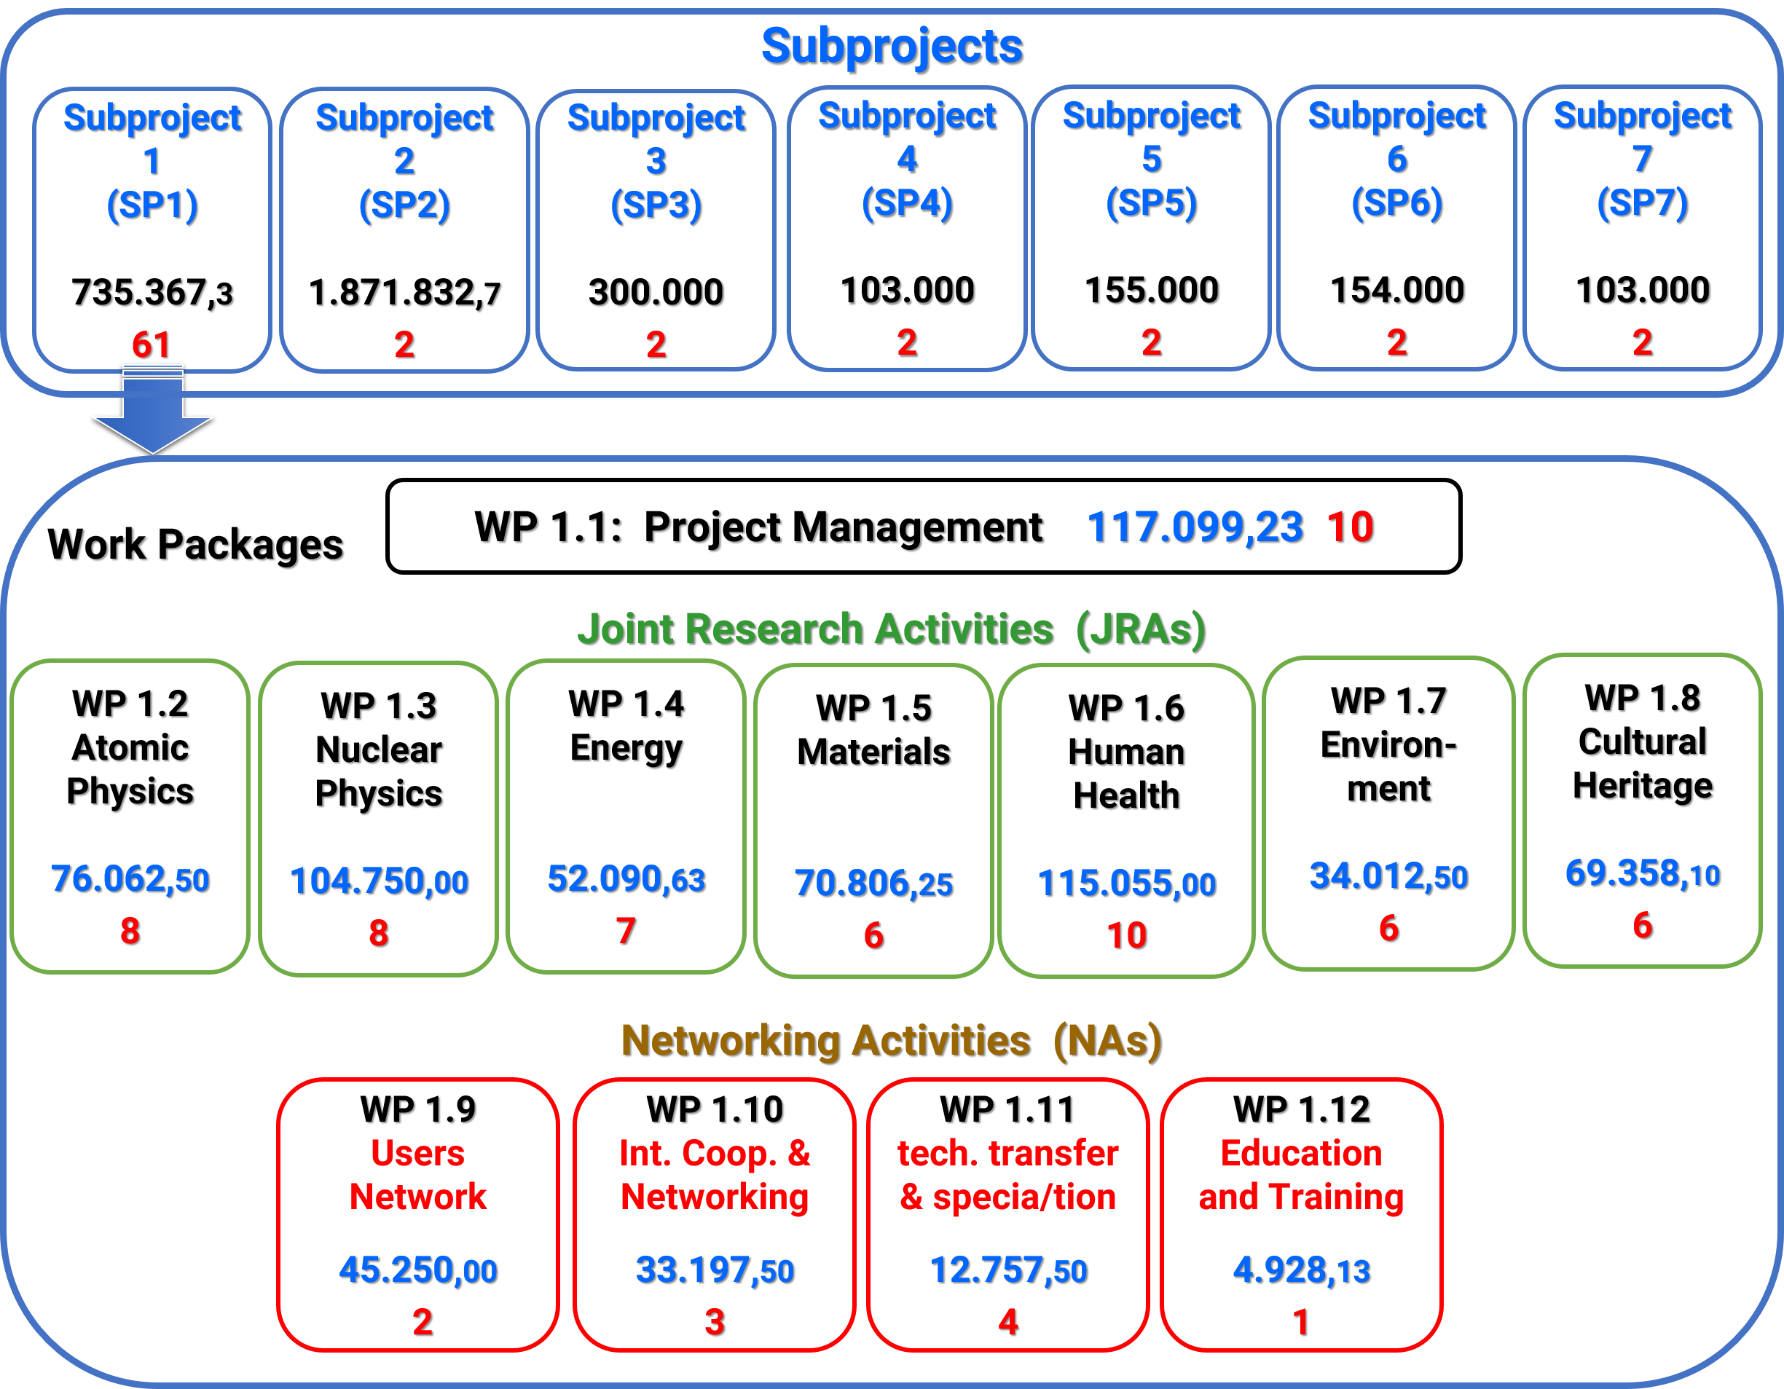 Subprojects
Subproject
1
(SP1)
735.367,3
61
Subproject
2
(SP2)
1.871.832,7
2
Subproject
3
(SP3)
300.000
2
Subproject
4
(SP4)
103.000
2
Subproject
5
(SP5)
155.000
2
Subproject
6
(SP6)
154.000
2
Subproject
7
(SP7)
103.000
2
Work Packages
WP 1.1: Project Management 117.099,23 10
Joint Research Activities (JRAs)
WP 1.2
Atomic
Physics
76.062,50
8
WP 1.3
Nuclear
Physics
104.750,00
8
WP 1.4
Energy
52.090,63
7
WP 1.5
Materials
70.806,25
6
WP 1.6
Human
Health
115.055,00
10
WP 1.7
Environ-
ment
34.012,50
6
WP 1.8
Cultural
Heritage
69.358,10
6
Networking Activities (NAs)
WP 1.9
Users
Network
45.250,00
2
WP 1.10
Int. Coop. &
Networking
33.197,50
3
WP 1.11
tech. transfer
& specia/tion
12.757,50
4
WP 1.12
Education
and Training
4.928,13
1